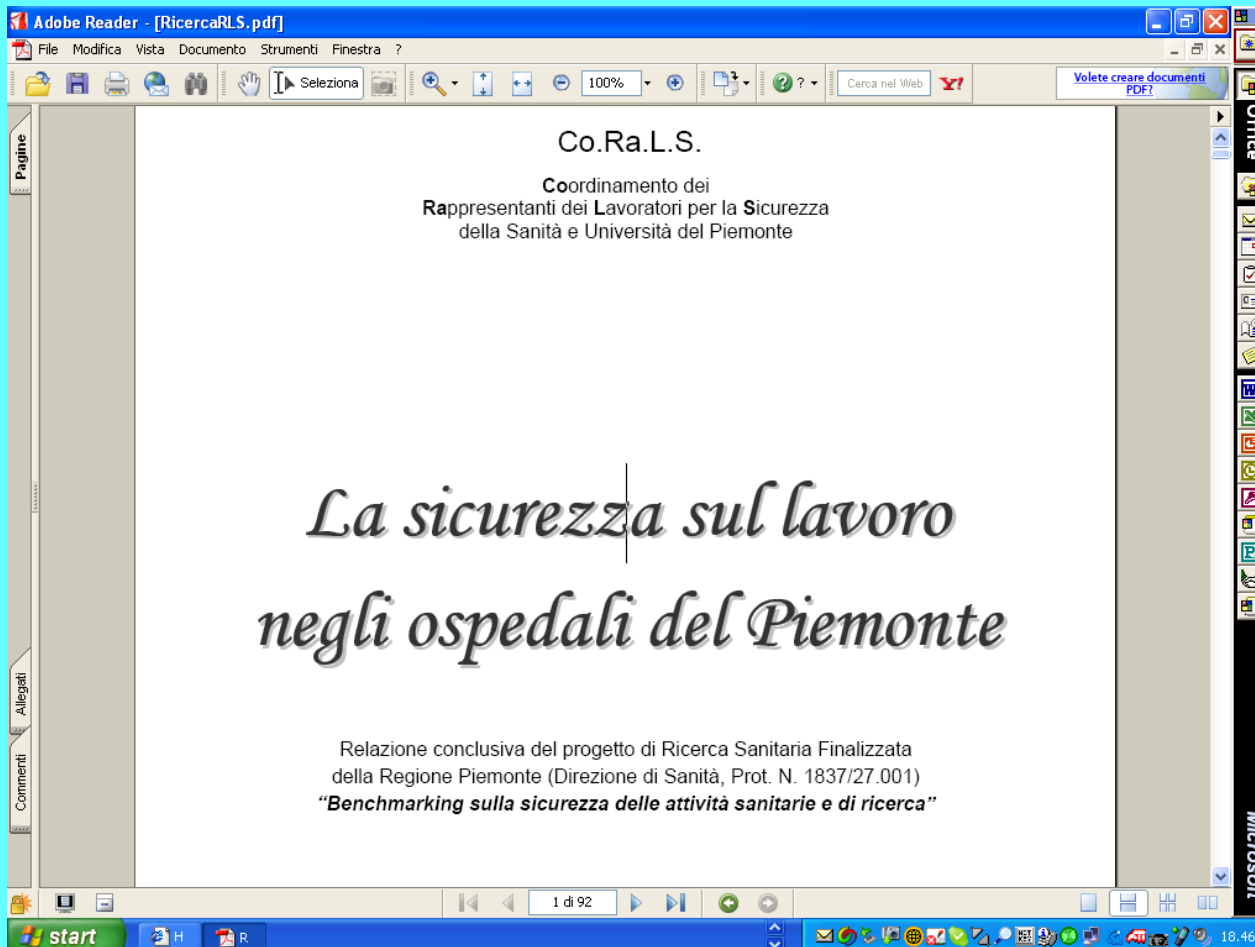 Adobe Reader - [RicercaRLS.pdf]
File Modifica Vista Documento Strumenti Finestra ?
Seleziona 100% ? Cerca nel Web Y! Volete creare documenti
PDF?
Pagine
Allegati
Commenti
Co.Ra.L.S.
Coordinamento dei
Rappresentanti dei Lavoratori per la Sicurezza
della Sanità e Università del Piemonte
La sicurezza sul lavoro
negli ospedali del Piemonte
Relazione conclusiva del progetto di Ricerca Sanitaria Finalizzata
della Regione Piemonte (Direzione di Sanità, Prot. N. 1837/27.001)
“Benchmarking sulla sicurezza delle attività sanitarie e di ricerca”
1 di 92
Office
Microsoft
start H R 18.46